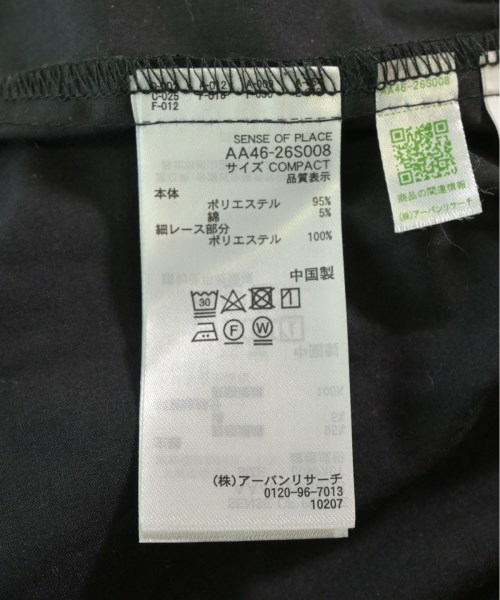 C-025
F-012
SENSE OF PLACE
AA46-26S008
サイズ COMPACT
品質表示
本体
ポリエステル 95%
綿 5%
細レース部分
ポリエステル 100%
中国製
30
F W
(株)アーバンリサーチ
0120-96-7013
10207
AA46-26S008
商品の関連情報
(株)アーバンリサーチ